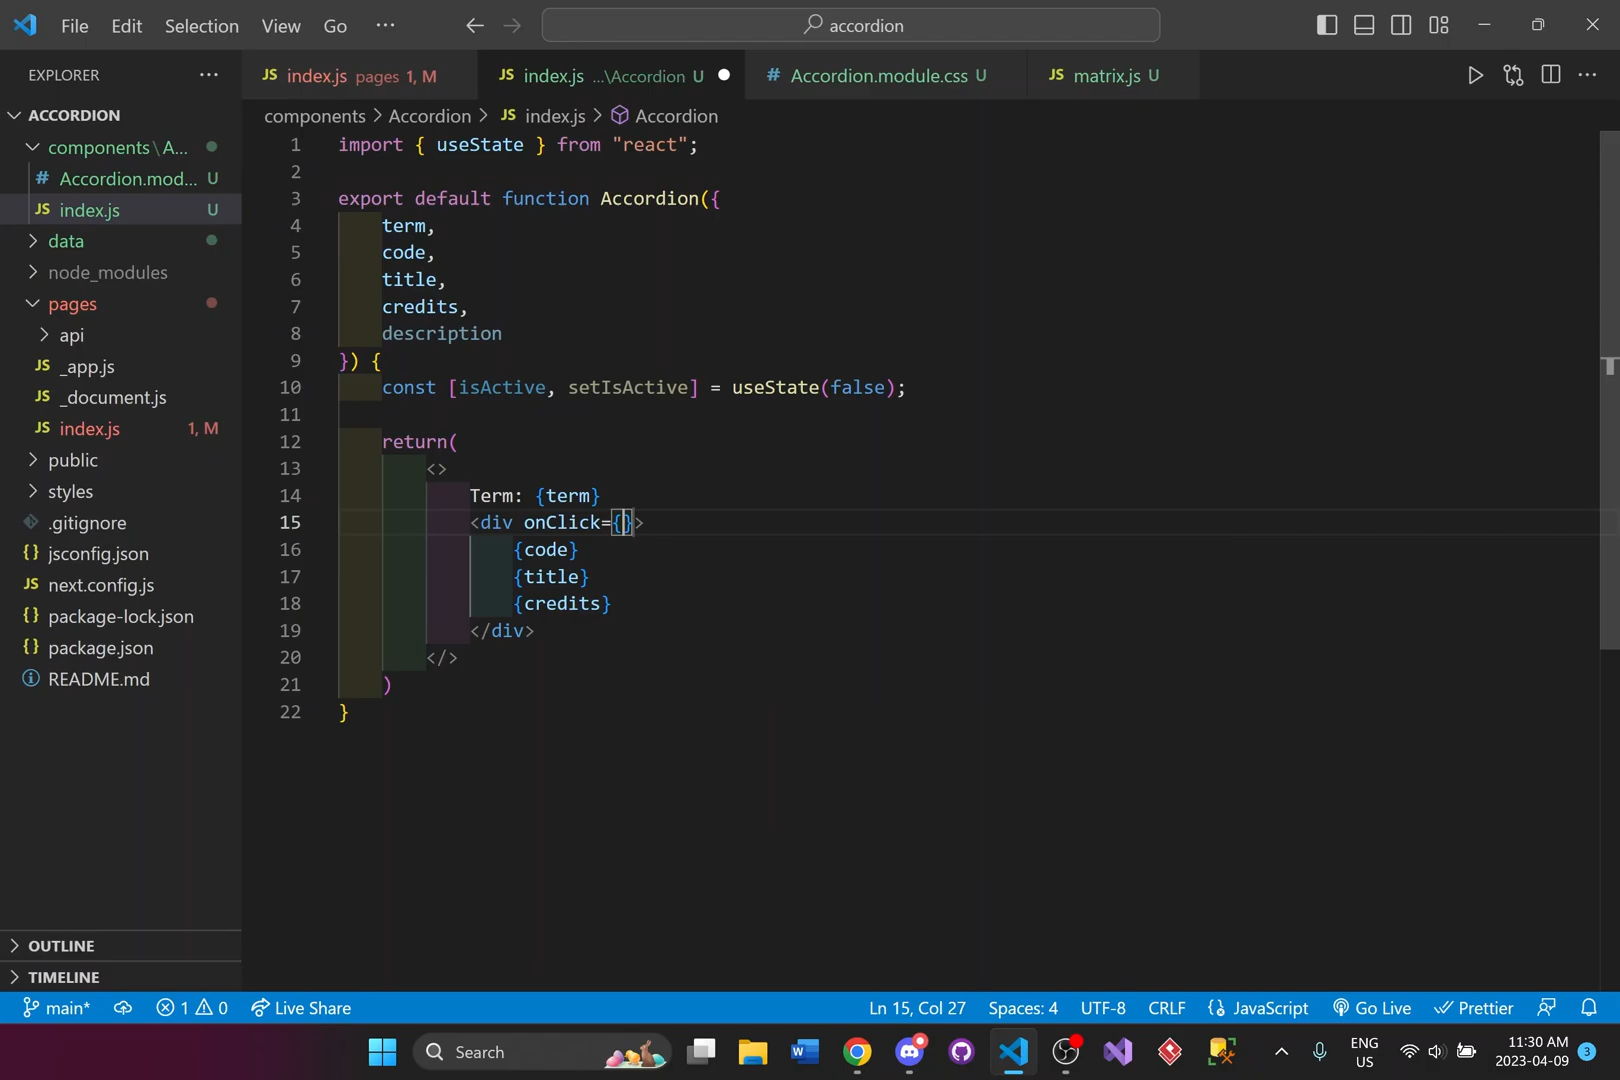 File Edit Selection View Go ··· accordion
EXPLORER ···
JS index.js pages 1, M JS index.js ...\Accordion U # Accordion.module.css U JS matrix.js U ···
components > Accordion > JS index.js > Accordion
ACCORDION
components\A...
# Accordion.mod... U
JS index.js U
data
node_modules
pages
api
JS _app.js
JS _document.js
JS index.js 1, M
public
styles
.gitignore
{} jsconfig.json
JS next.config.js
{} package-lock.json
{} package.json
README.md
OUTLINE
TIMELINE
1 import { useState } from "react";
2
3 export default function Accordion({
4 term,
5 code,
6 title,
7 credits,
8 description
9 }) {
10 const [isActive, setIsActive] = useState(false);
11
12 return(
13 <>
14 Term: {term}
15 <div onClick={}>
16 {code}
17 {title}
18 {credits}
19 </div>
20 </>
21 )
22 }
main* 1 0 Live Share Ln 15, Col 27 Spaces: 4 UTF-8 CRLF {} JavaScript Go Live Prettier
Search ENG US 11:30 AM 2023-04-09 3